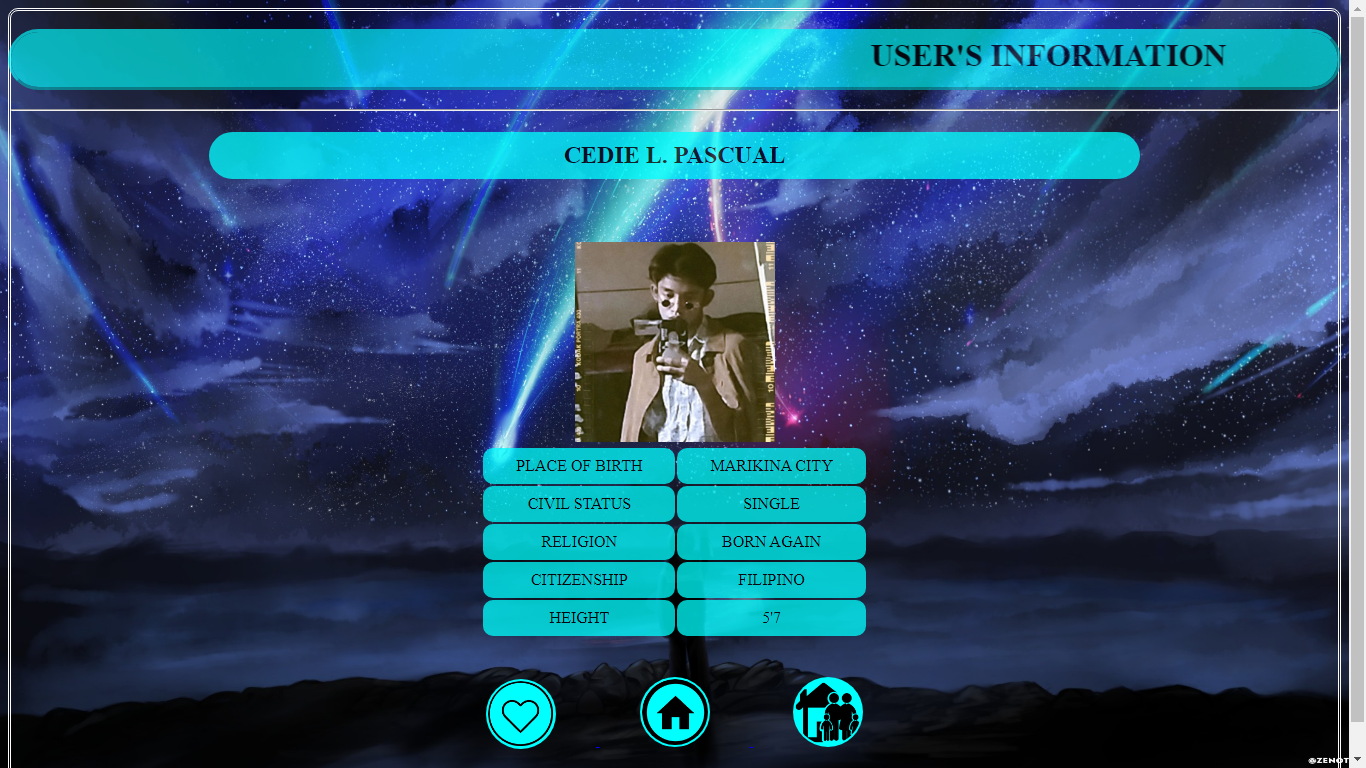 USER'S INFORMATION
CEDIE L. PASCUAL
PLACE OF BIRTH MARIKINA CITY
CIVIL STATUS SINGLE
RELIGION BORN AGAIN
CITIZENSHIP FILIPINO
HEIGHT 5'7
@ZENOT